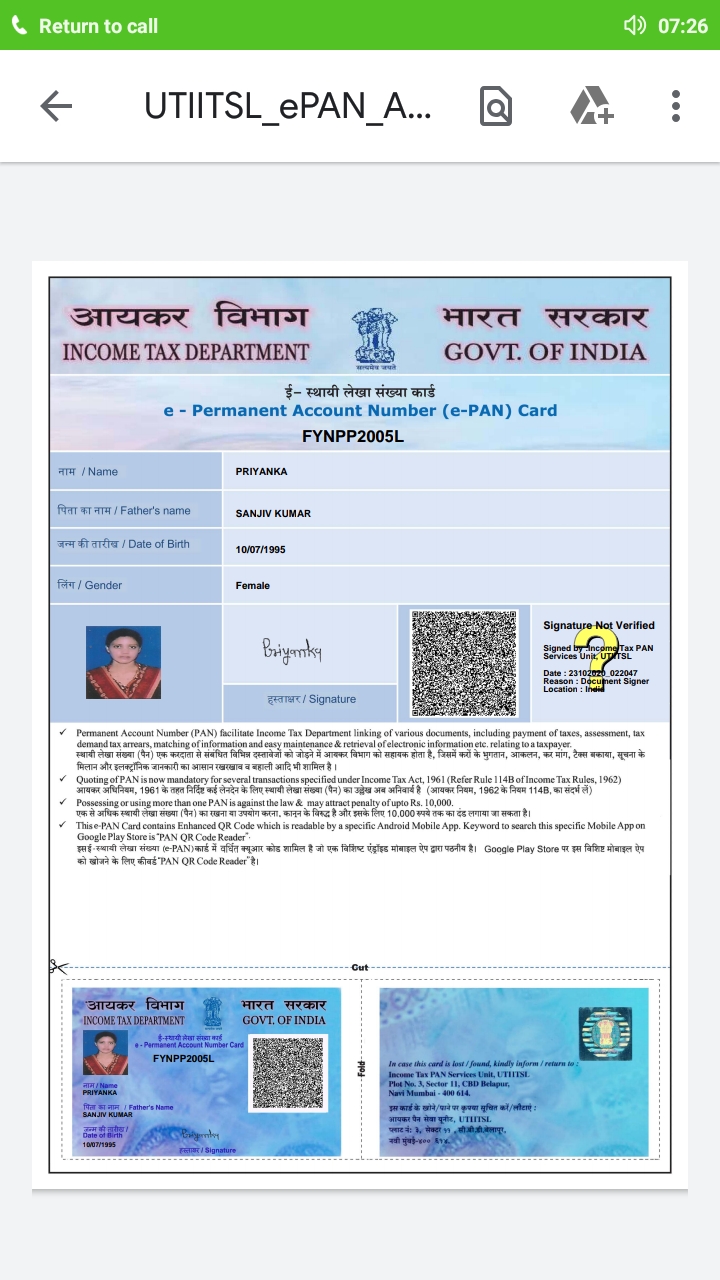 Return to call
07:26
UTIITSL_ePAN_A...
आयकर विभाग
भारत सरकार
INCOME TAX DEPARTMENT
GOVT. OF INDIA
सत्यमेव जयते
ई– स्थायी लेखा संख्या कार्ड
e - Permanent Account Number (e-PAN) Card
FYNPP2005L
नाम / Name
PRIYANKA
पिता का नाम / Father's name
SANJIV KUMAR
जन्म की तारीख / Date of Birth
10/07/1995
लिंग / Gender
Female
Priyanka
हस्ताक्षर / Signature
Signature Not Verified
Signed by :Income Tax PAN
Services Unit, UTIITSL
Date : 23102020_022047
Reason : Document Signer
Location : India
✓ Permanent Account Number (PAN) facilitate Income Tax Department linking of various documents, including payment of taxes, assessment, tax
demand tax arrears, matching of information and easy maintenance & retrieval of electronic information etc. relating to a taxpayer.
स्थायी लेखा संख्या (पैन) एक करदाता से संबंधित विभिन्न दस्तावेजों को जोड़ने में आयकर विभाग को सहायक होता है, जिसमें करों के भुगतान, आकलन, कर मांग, टैक्स बकाया, सूचना के
मिलान और इलक्ट्रॉनिक जानकारी का आसान रखरखाव व बहाली आदि भी शामिल है ।
✓ Quoting of PAN is now mandatory for several transactions specified under Income Tax Act, 1961 (Refer Rule 114B of Income Tax Rules, 1962)
आयकर अधिनियम, 1961 के तहत निर्दिष्ट कई लेनदेन के लिए स्थायी लेखा संख्या (पैन) का उल्लेख अब अनिवार्य है (आयकर नियम, 1962 के नियम 114B, का संदर्भ लें)
✓ Possessing or using more than one PAN is against the law & may attract penalty of upto Rs. 10,000.
एक से अधिक स्थायी लेखा संख्या (पैन) का रखना या उपयोग करना, कानून के विरुद्ध है और इसके लिए 10,000 रुपये तक का दंड लगाया जा सकता है।
✓ This e-PAN Card contains Enhanced QR Code which is readable by a specific Android Mobile App. Keyword to search this specific Mobile App on
Google Play Store is "PAN QR Code Reader".
इस ई-स्थायी लेखा संख्या (e-PAN) कार्ड में वर्धित क्यूआर कोड शामिल है जो एक विशिष्ट एंड्रॉइड मोबाइल ऐप द्वारा पठनीय है। Google Play Store पर इस विशिष्ट मोबाइल ऐप
को खोजने के लिए कीवर्ड "PAN QR Code Reader" है।
Cut
आयकर विभाग
भारत सरकार
INCOME TAX DEPARTMENT
GOVT. OF INDIA
ई-स्थायी लेखा संख्या कार्ड
e - Permanent Account Number Card
FYNPP2005L
नाम / Name
PRIYANKA
पिता का नाम / Father's Name
SANJIV KUMAR
जन्म की तारीख /
Date of Birth
10/07/1995
Priyanka
हस्ताक्षर / Signature
Fold
In case this card is lost / found, kindly inform / return to :
Income Tax PAN Services Unit, UTIITSL
Plot No. 3, Sector 11, CBD Belapur,
Navi Mumbai - 400 614.
इस कार्ड के खोने/पाने पर कृपया सूचित करें/लौटाएं :
आयकर पैन सेवा यूनीट, UTIITSL
प्लाट नं: ३, सेक्टर ११ , सी.बी.डी.बेलापूर,
नवी मुंबई-४०० ६१४.